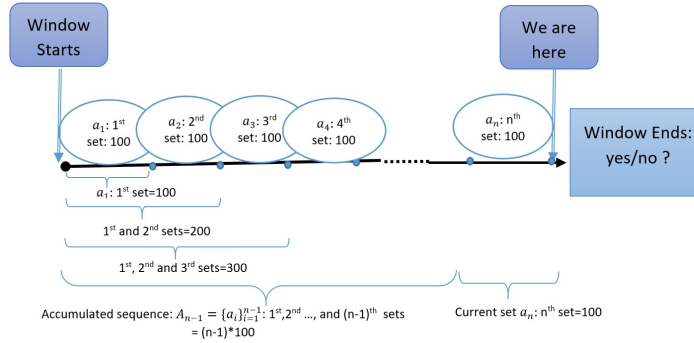 Window
Starts
We are
here
a₁: 1ˢᵗ
set: 100
a₂: 2ⁿᵈ
set: 100
a₃: 3ʳᵈ
set: 100
a₄: 4ᵗʰ
set: 100
aₙ: nᵗʰ
set: 100
Window Ends:
yes/no ?
a₁: 1ˢᵗ set=100
1ˢᵗ and 2ⁿᵈ sets=200
1ˢᵗ, 2ⁿᵈ and 3ʳᵈ sets=300
Accumulated sequence: Aₙ₋₁ = {aᵢ}ᵢ₌₁ⁿ⁻¹: 1ˢᵗ,2ⁿᵈ ..., and (n-1)ᵗʰ sets
= (n-1)*100
Current set aₙ: nᵗʰ set=100